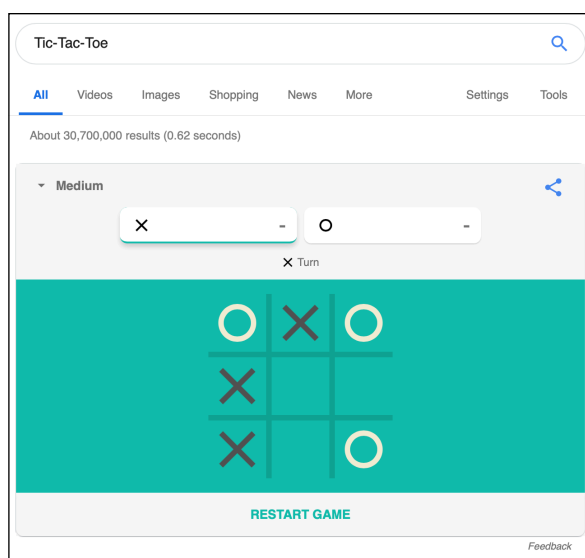 Tic-Tac-Toe
All Videos Images Shopping News More Settings Tools
About 30,700,000 results (0.62 seconds)
Medium
X - O -
X Turn
O X O
X
X O
RESTART GAME
Feedback